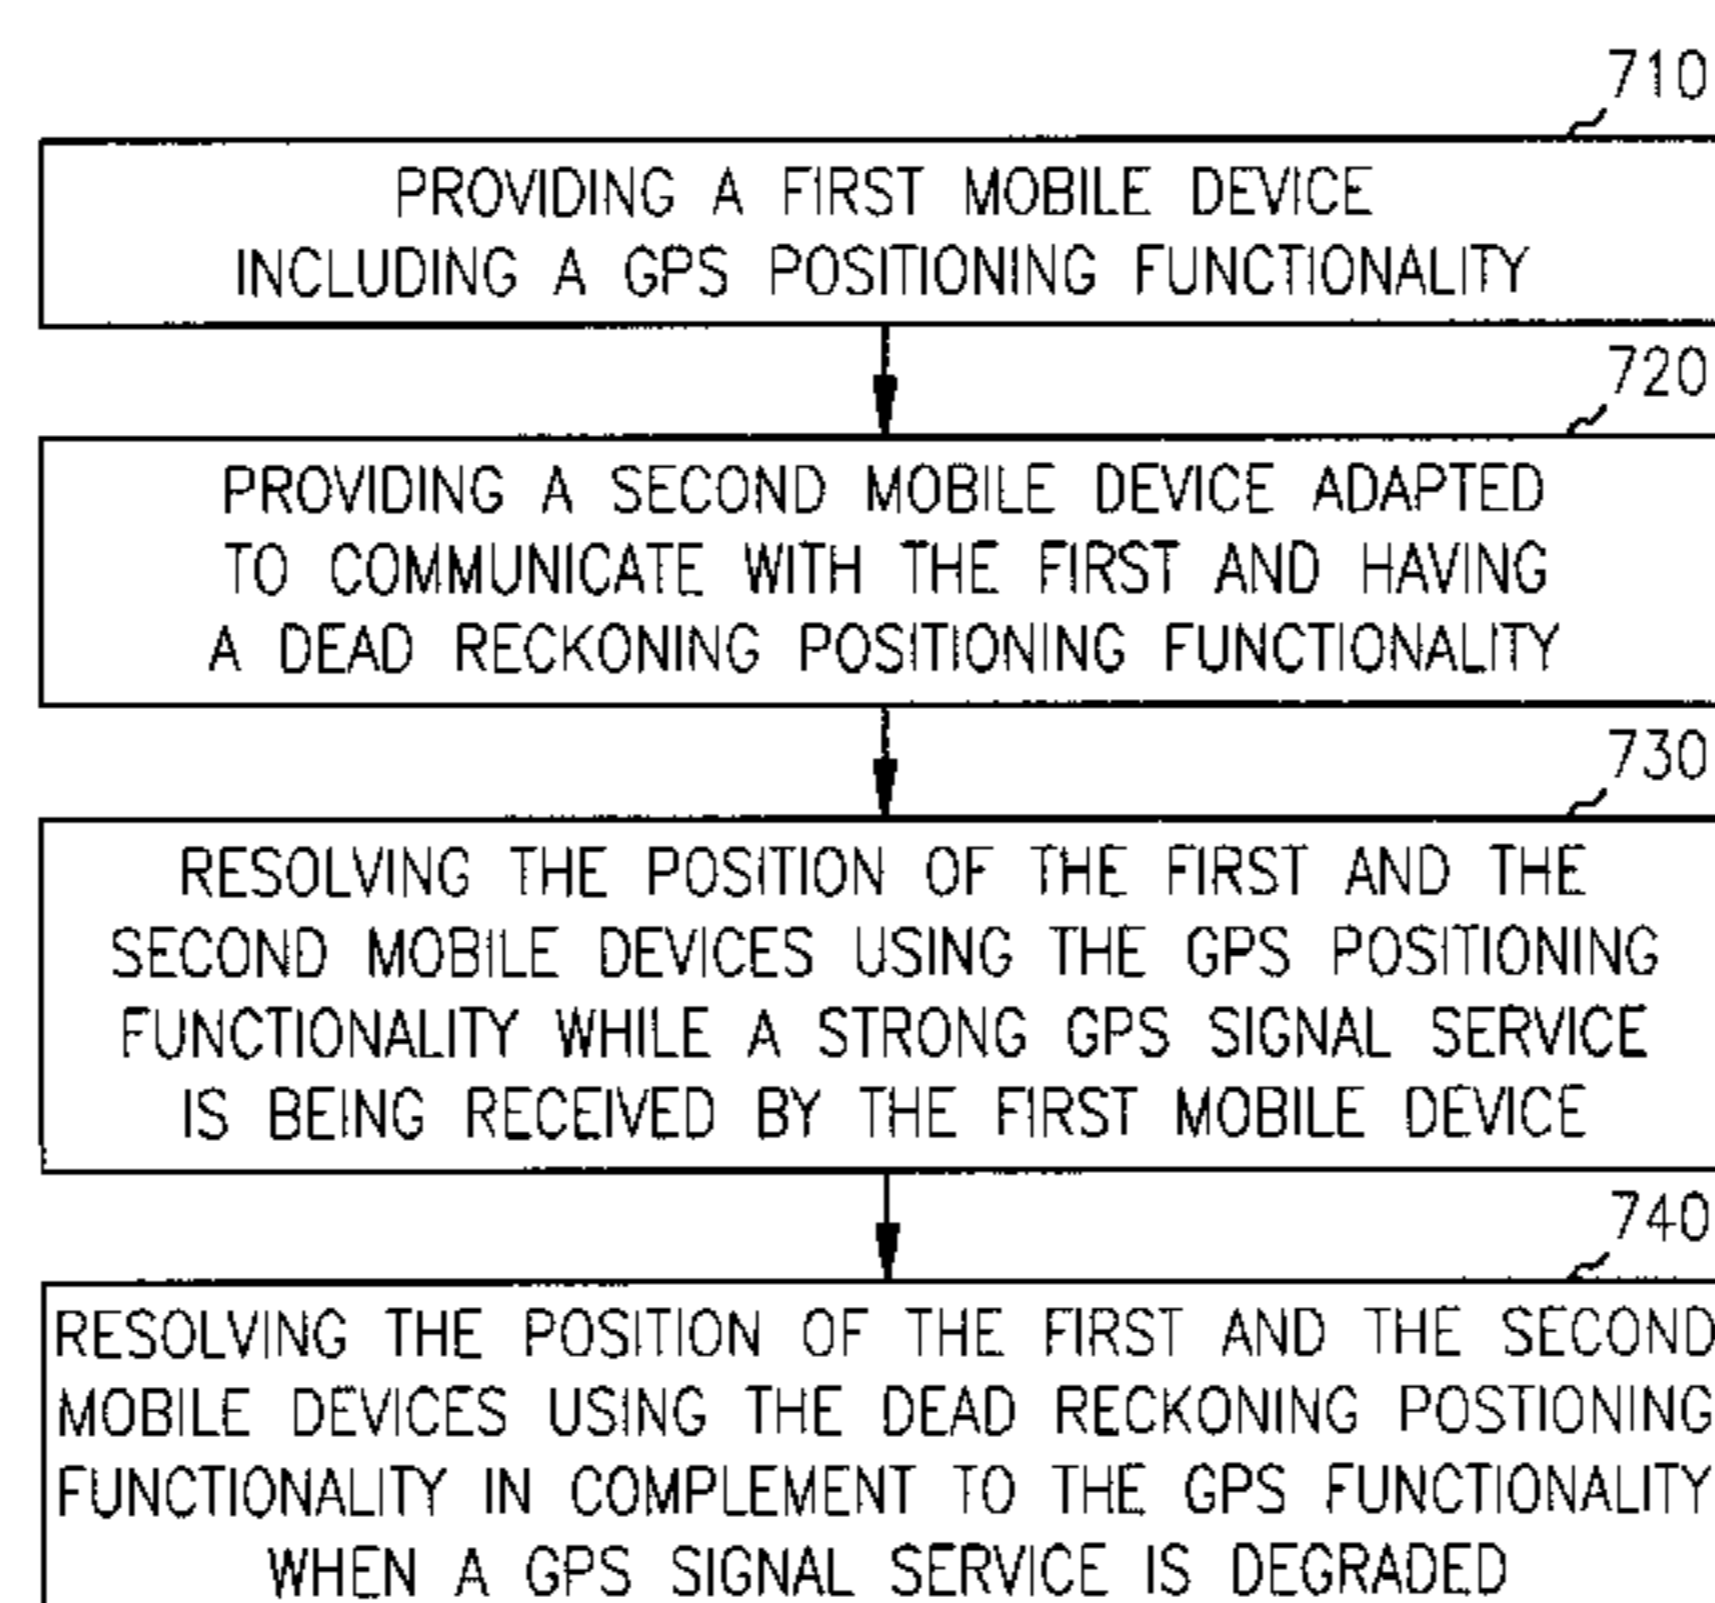 710
PROVIDING A FIRST MOBILE DEVICE
INCLUDING A GPS POSITIONING FUNCTIONALITY
720
PROVIDING A SECOND MOBILE DEVICE ADAPTED
TO COMMUNICATE WITH THE FIRST AND HAVING
A DEAD RECKONING POSITIONING FUNCTIONALITY
730
RESOLVING THE POSITION OF THE FIRST AND THE
SECOND MOBILE DEVICES USING THE GPS POSITIONING
FUNCTIONALITY WHILE A STRONG GPS SIGNAL SERVICE
IS BEING RECEIVED BY THE FIRST MOBILE DEVICE
740
RESOLVING THE POSITION OF THE FIRST AND THE SECOND
MOBILE DEVICES USING THE DEAD RECKONING POSTIONING
FUNCTIONALITY IN COMPLEMENT TO THE GPS FUNCTIONALITY
WHEN A GPS SIGNAL SERVICE IS DEGRADED